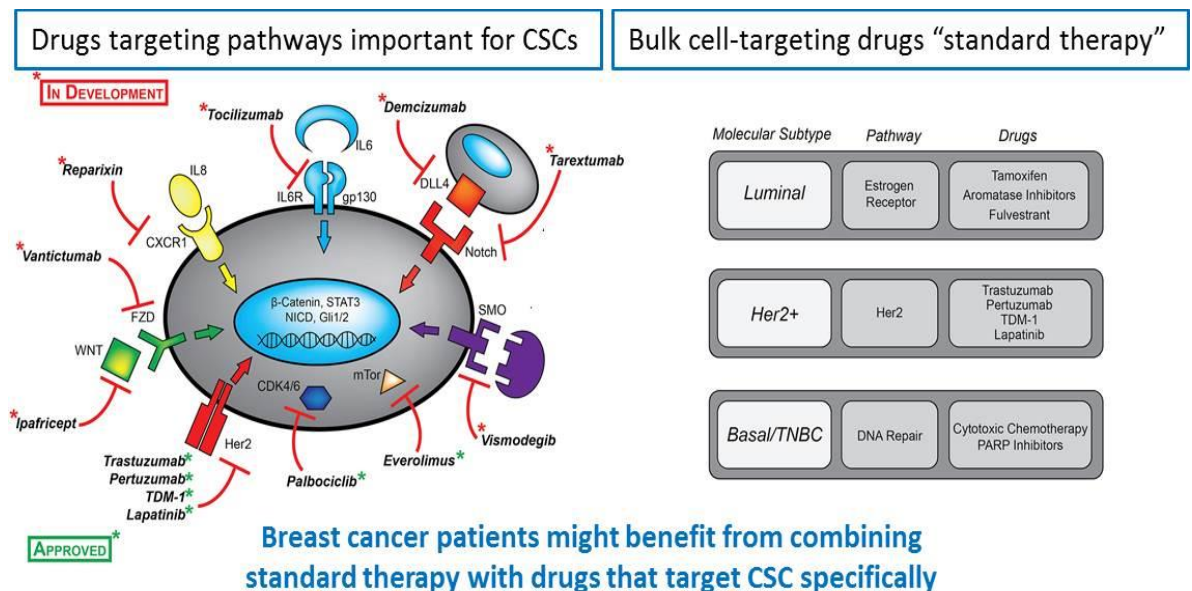 Drugs targeting pathways important for CSCs
Bulk cell-targeting drugs “standard therapy”
*
IN DEVELOPMENT
*Tocilizumab
IL6
IL6R
gp130
*Demcizumab
DLL4
*Tarextumab
Notch
*Reparixin
IL8
CXCR1
*Vantictumab
FZD
WNT
*Ipafricept
β-Catenin, STAT3
NICD, Gli1/2
SMO
mTor
CDK4/6
Her2
*Vismodegib
Everolimus*
Palbociclib*
Trastuzumab*
Pertuzumab*
TDM-1*
Lapatinib*
APPROVED*
Molecular Subtype
Pathway
Drugs
Luminal
Estrogen
Receptor
Tamoxifen
Aromatase Inhibitors
Fulvestrant
Her2+
Her2
Trastuzumab
Pertuzumab
TDM-1
Lapatinib
Basal/TNBC
DNA Repair
Cytotoxic Chemotherapy
PARP Inhibitors
Breast cancer patients might benefit from combining
standard therapy with drugs that target CSC specifically